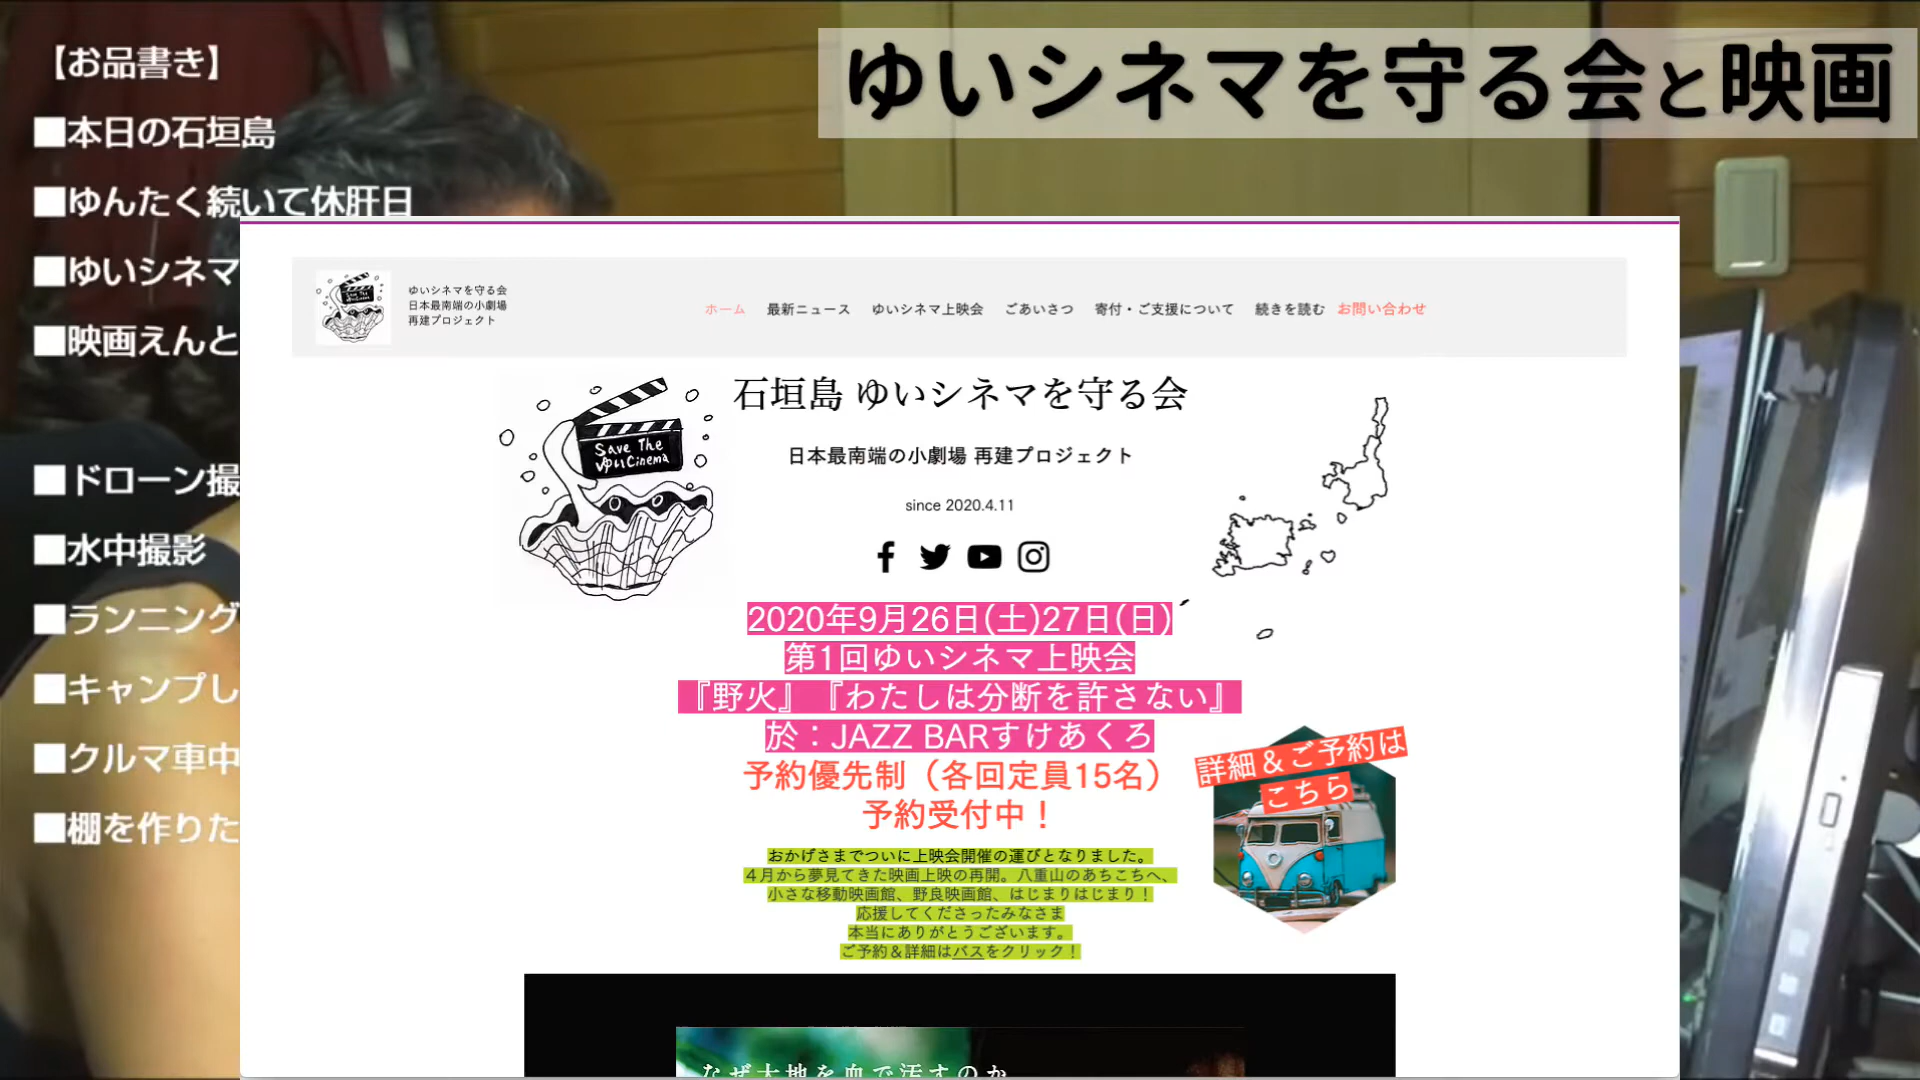 【お品書き】
■本日の石垣島
■ゆんたく続いて休肝日
■ゆいシネマ
■映画えんと
■ドローン撮
■水中撮影
■ランニング
■キャンプし
■クルマ車中
■棚を作りた
ゆいシネマを守る会と映画
ゆいシネマを守る会
日本最南端の小劇場
再建プロジェクト
ホーム 最新ニュース ゆいシネマ上映会 ごあいさつ 寄付・ご支援について 続きを読む お問い合わせ
Save The
ゆいCinema
石垣島 ゆいシネマを守る会
日本最南端の小劇場 再建プロジェクト
since 2020.4.11
2020年9月26日(土)27日(日)
第1回ゆいシネマ上映会
『野火』『わたしは分断を許さない』
於：JAZZ BARすけあくろ
予約優先制（各回定員15名）
予約受付中！
詳細＆ご予約は
こちら
おかげさまでついに上映会開催の運びとなりました。
４月から夢見てきた映画上映の再開。八重山のあちこちへ、
小さな移動映画館、野良映画館、はじまりはじまり！
応援してくださったみなさま
本当にありがとうございます。
ご予約＆詳細はバスをクリック！
なぜ大地を血で汚すのか